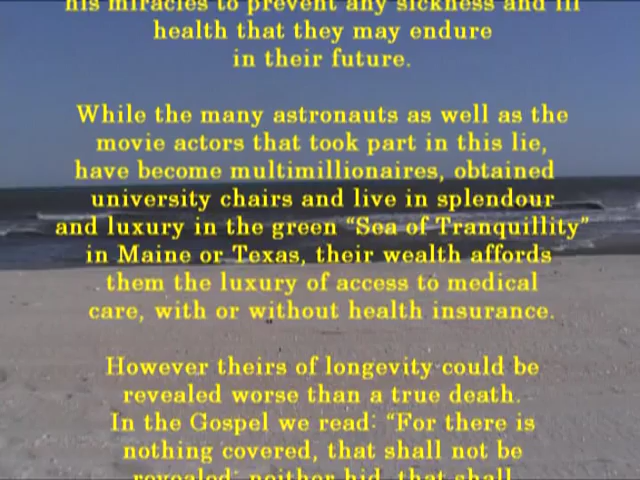 his miracles to prevent any sickness and ill
health that they may endure
in their future.
While the many astronauts as well as the
movie actors that took part in this lie,
have become multimillionaires, obtained
university chairs and live in splendour
and luxury in the green “Sea of Tranquillity”
in Maine or Texas, their wealth affords
them the luxury of access to medical
care, with or without health insurance.
However theirs of longevity could be
revealed worse than a true death.
In the Gospel we read: “For there is
nothing covered, that shall not be
revealed; neither hid, that shall